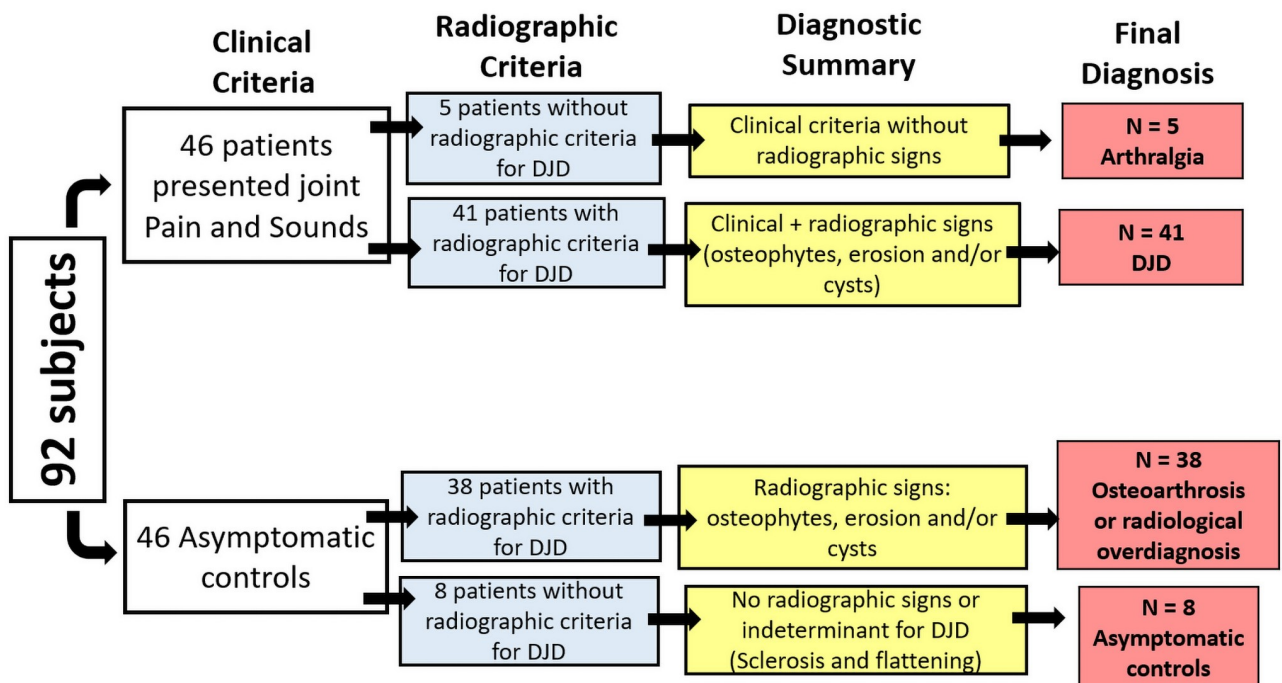 Clinical
Criteria
Radiographic
Criteria
Diagnostic
Summary
Final
Diagnosis
92 subjects
46 patients
presented joint
Pain and Sounds
5 patients without
radiographic criteria
for DJD
Clinical criteria without
radiographic signs
N = 5
Arthralgia
41 patients with
radiographic criteria
for DJD
Clinical + radiographic signs
(osteophytes, erosion and/or
cysts)
N = 41
DJD
46 Asymptomatic
controls
38 patients with
radiographic criteria
for DJD
Radiographic signs:
osteophytes, erosion and/or
cysts
N = 38
Osteoarthrosis
or radiological
overdiagnosis
8 patients without
radiographic criteria
for DJD
No radiographic signs or
indeterminant for DJD
(Sclerosis and flattening)
N = 8
Asymptomatic
controls